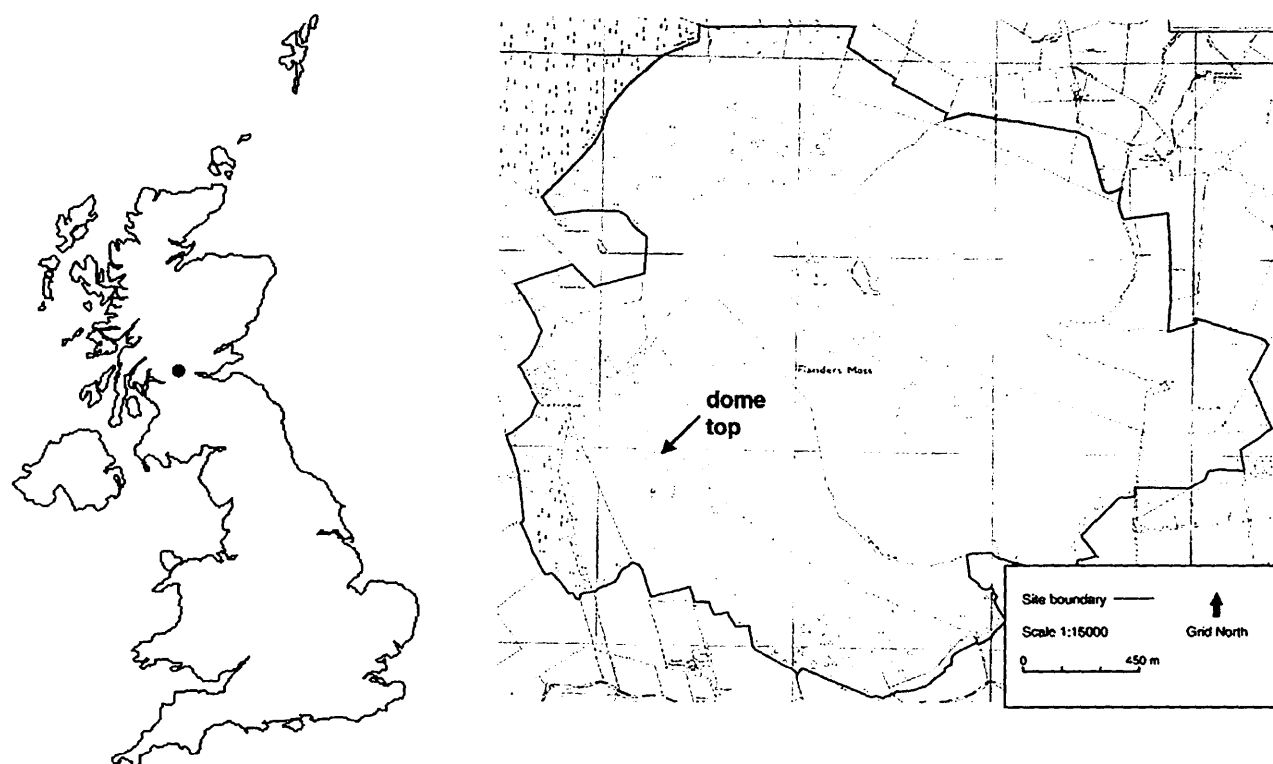 Flanders Moss
dome
top
Site boundary
Scale 1:15000
Grid North
0
450 m